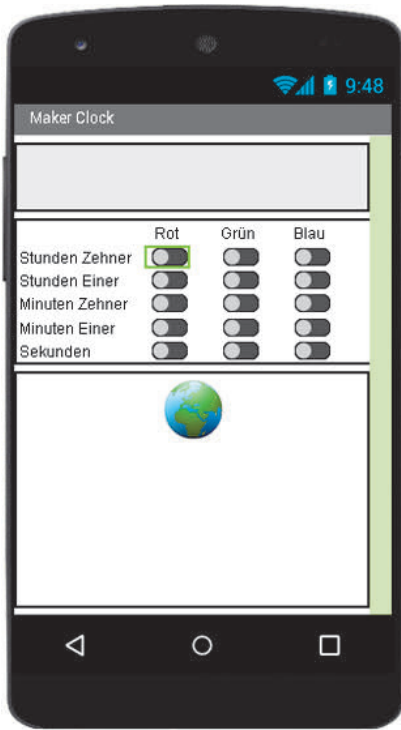 9:48
Maker Clock
Rot Grün Blau
Stunden Zehner
Stunden Einer
Minuten Zehner
Minuten Einer
Sekunden